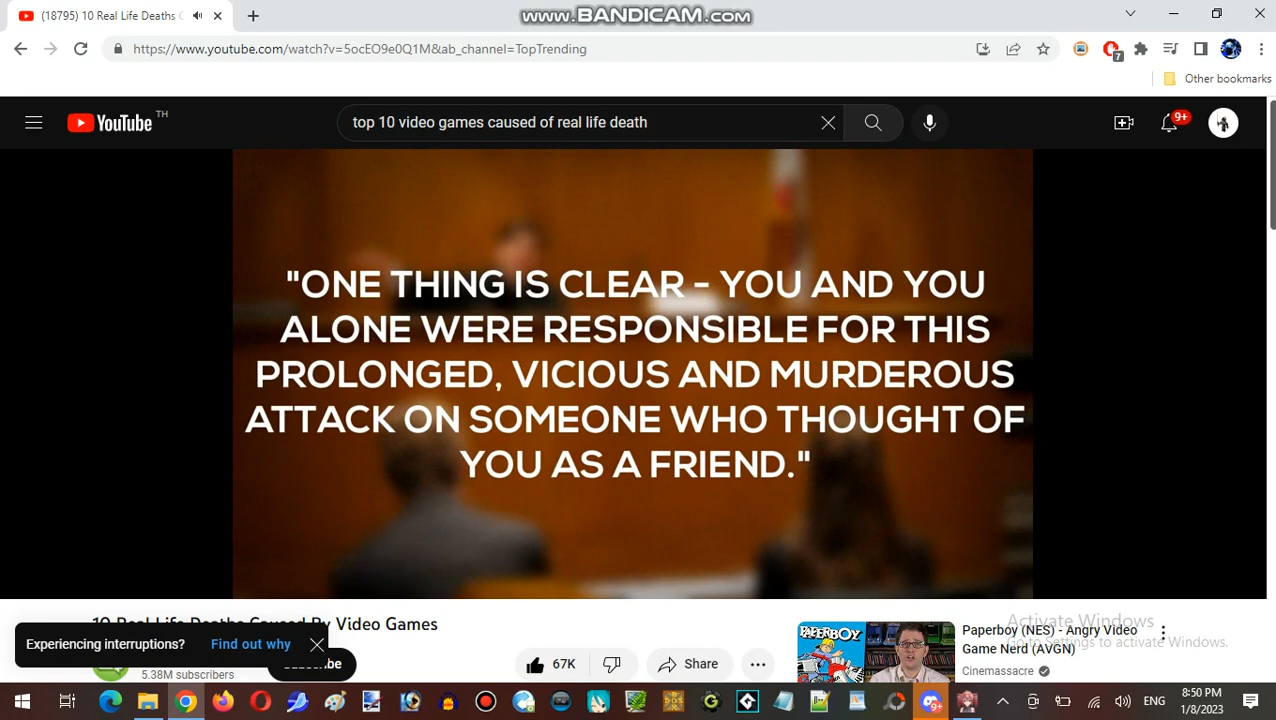 (18795) 10 Real Life Deaths C
www.BANDICAM.com
https://www.youtube.com/watch?v=5ocEO9e0Q1M&ab_channel=TopTrending
7
Other bookmarks
YouTube TH
top 10 video games caused of real life death
9+
"ONE THING IS CLEAR - YOU AND YOU
ALONE WERE RESPONSIBLE FOR THIS
PROLONGED, VICIOUS AND MURDEROUS
ATTACK ON SOMEONE WHO THOUGHT OF
YOU AS A FRIEND."
10 Real Life Deaths Caused By Video Games
Experiencing interruptions? Find out why
5.38M subscribers
Subscribe
67K
Share
PAPERBOY
Paperboy (NES) - Angry Video
Game Nerd (AVGN)
Cinemassacre
Activate Windows
Go to Settings to activate Windows.
DOS
9+
ENG
8:50 PM
1/8/2023